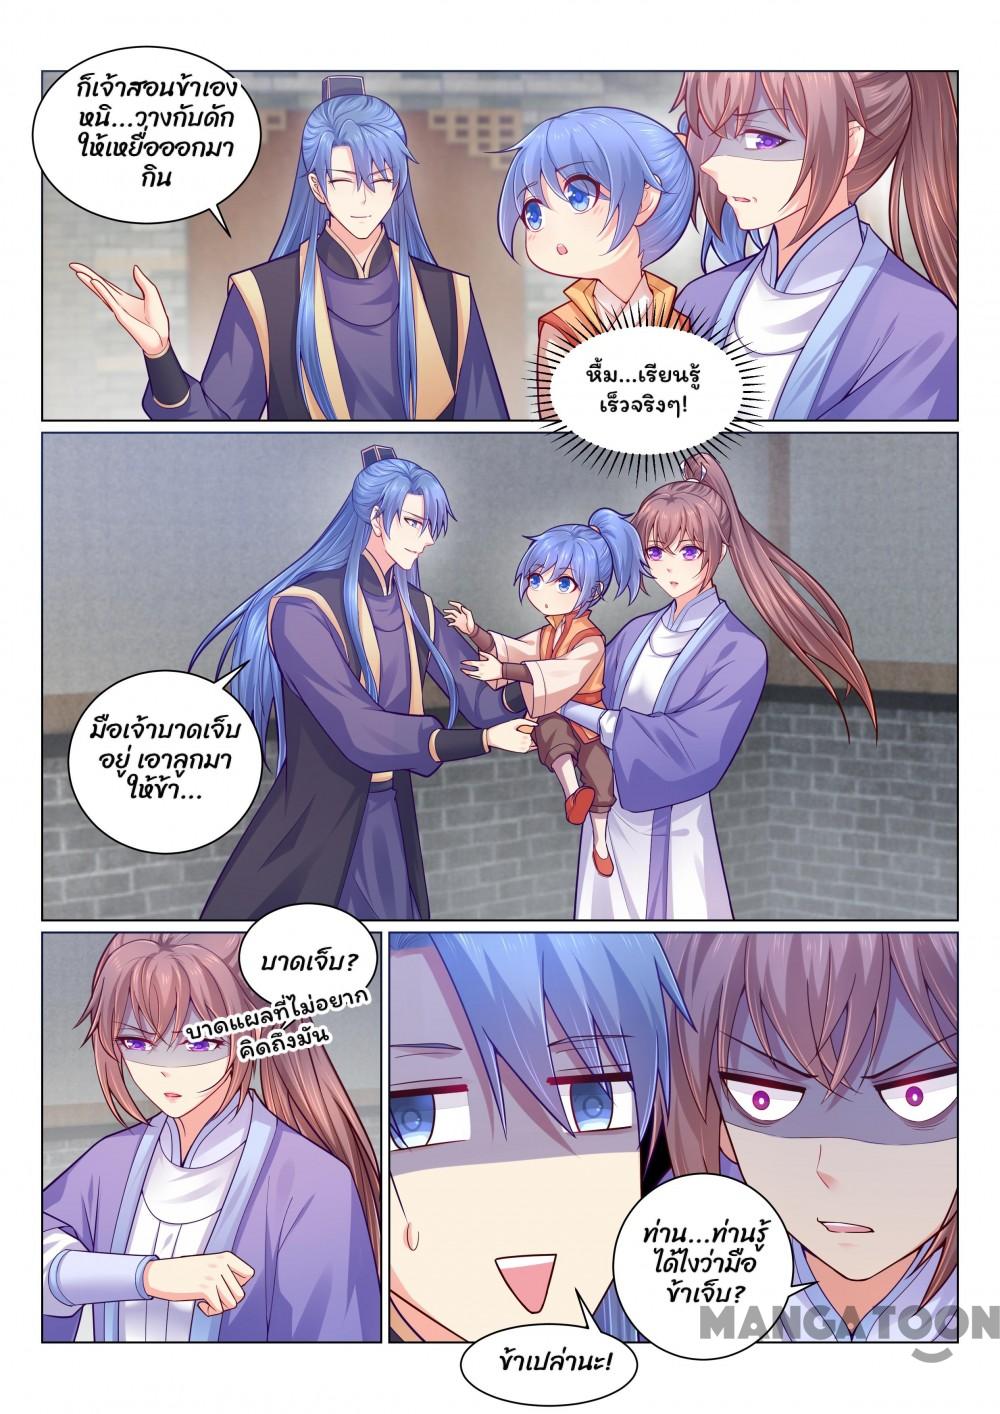 ก็เจ้าสอนข้าเอง
หนิ...วางกับดัก
ให้เหยื่อออกมา
กิน
หึ้ม...เรียนรู้
เร็วจริงๆ!
มือเจ้าบาดเจ็บ
อยู่ เอาลูกมา
ให้ข้า...
บาดเจ็บ?
บาดแผลที่ไม่อยาก
คิดถึงมัน
ท่าน...ท่านรู้
ได้ไงว่ามือ
ข้าเจ็บ?
ข้าเปล่านะ!
MANGATOON